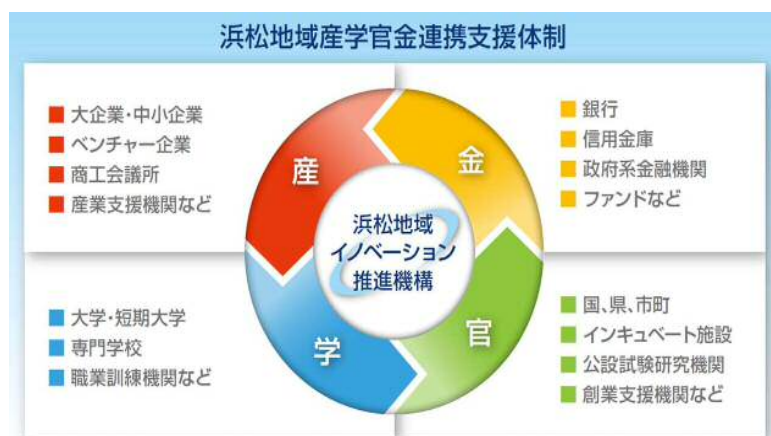 浜松地域産学官金連携支援体制
大企業・中小企業
ベンチャー企業
商工会議所
産業支援機関など
産
金
銀行
信用金庫
政府系金融機関
ファンドなど
浜松地域
イノベーション
推進機構
大学・短期大学
専門学校
職業訓練機関など
学
官
国、県、市町
インキュベート施設
公設試験研究機関
創業支援機関など